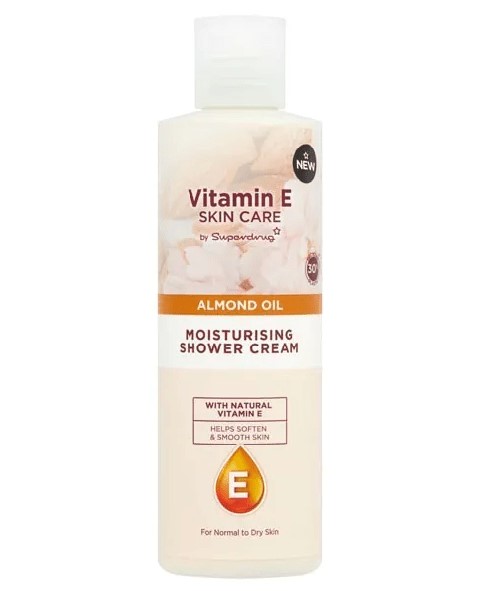 NEW
Vitamin E
SKIN CARE
by Superdrug
30
ALMOND OIL
MOISTURISING
SHOWER CREAM
WITH NATURAL
VITAMIN E
HELPS SOFTEN
& SMOOTH SKIN
E
For Normal to Dry Skin